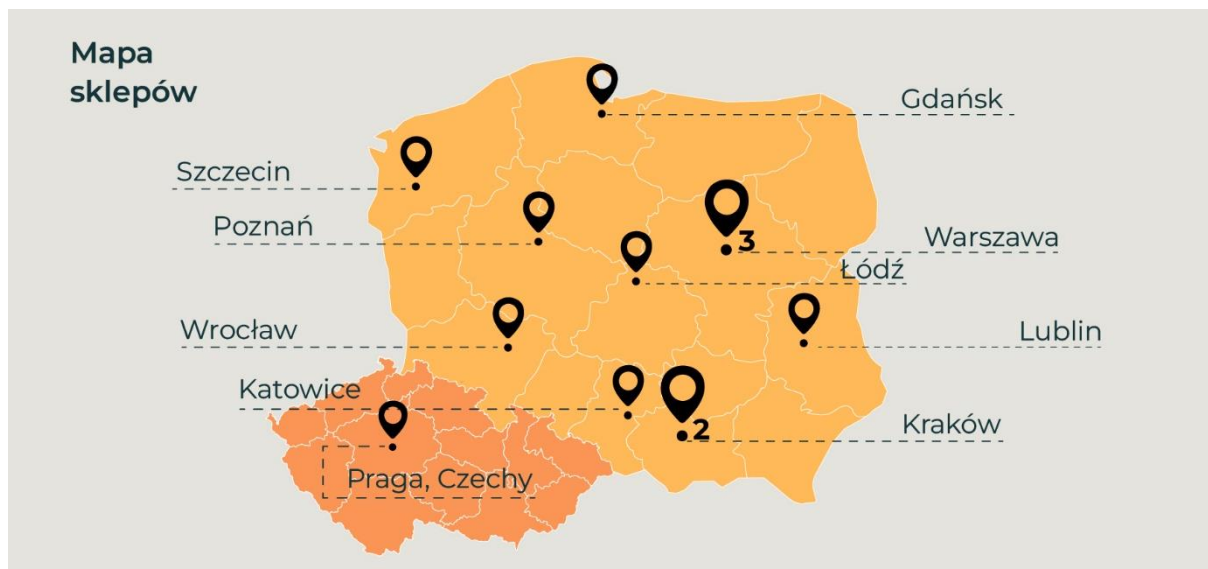 Mapa
sklepów
Gdańsk
Szczecin
Poznań
3
Warszawa
Łódź
Wrocław
Lublin
Katowice
2
Kraków
Praga, Czechy